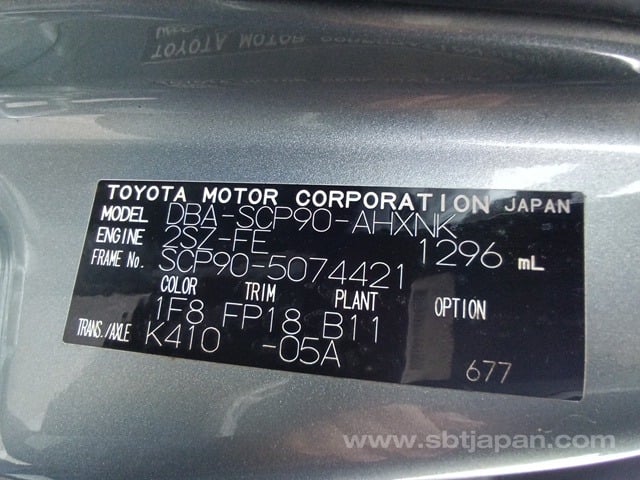 TOYOTA MOTOR CORPORATION JAPAN
MODEL DBA-SCP90-AHXNK
ENGINE 2SZ-FE 1296 mL
FRAME No. SCP90-5074421
COLOR TRIM PLANT OPTION
1F8 FP18 B11
TRANS./AXLE K410 -05A
677
www.sbtjapan.com